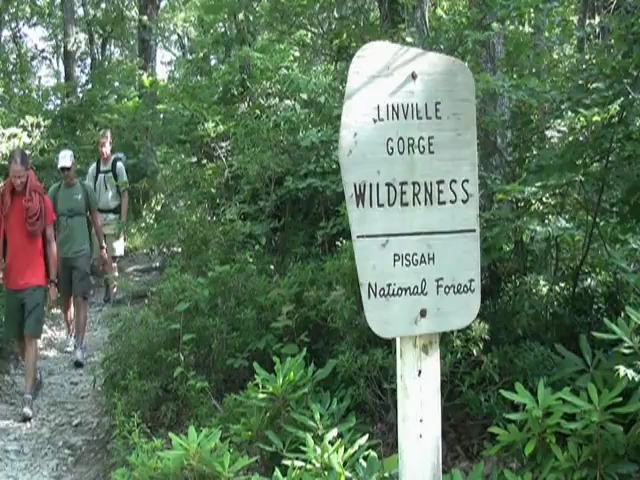 LINVILLE
GORGE
WILDERNESS
PISGAH
National Forest